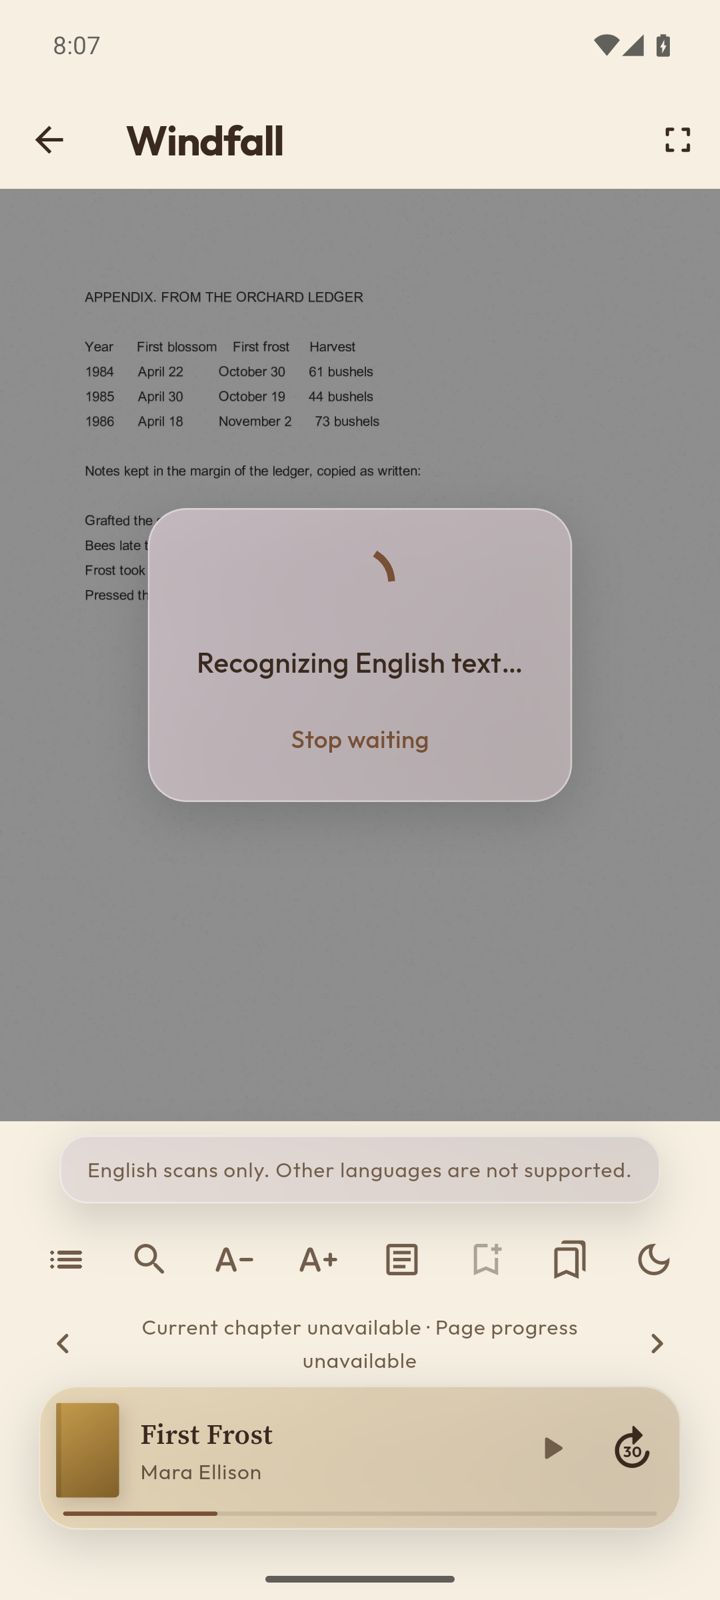 8:07
Windfall
APPENDIX. FROM THE ORCHARD LEDGER
Year First blossom First frost Harvest
1984 April 22 October 30 61 bushels
1985 April 30 October 19 44 bushels
1986 April 18 November 2 73 bushels
Notes kept in the margin of the ledger, copied as written:
Grafted the
Bees late
Frost took
Pressed
Recognizing English text...
Stop waiting
English scans only. Other languages are not supported.
A− A+
Current chapter unavailable · Page progress
unavailable
First Frost
Mara Ellison
30